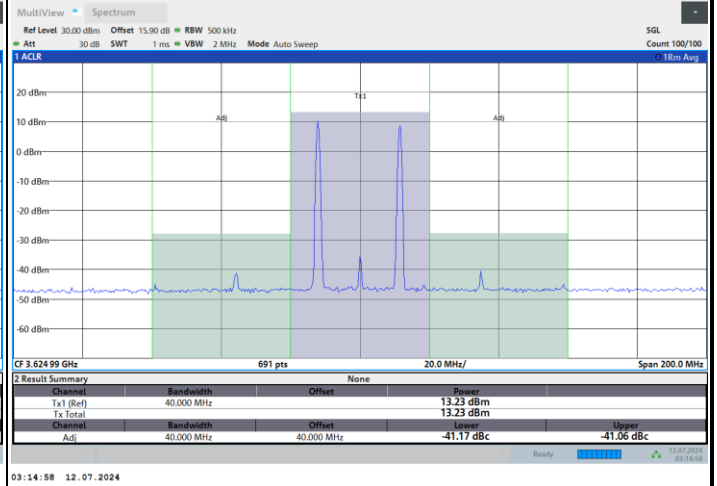 MultiView Spectrum
Ref Level 30.00 dBm Offset 15.90 dB RBW 500 kHz SGL
Att 30 dB SWT 1 ms VBW 2 MHz Mode Auto Sweep Count 100/100
1 ACLR 1Rm Avg
20 dBm
Tx1
10 dBm Adj Adj
0 dBm
-10 dBm
-20 dBm
-30 dBm
-40 dBm
-50 dBm
-60 dBm
CF 3.624 99 GHz 691 pts 20.0 MHz/ Span 200.0 MHz
2 Result Summary None
Channel Bandwidth Offset Power
Tx1 (Ref) 40.000 MHz 13.23 dBm
Tx Total 13.23 dBm
Channel Bandwidth Offset Lower Upper
Adj 40.000 MHz 40.000 MHz -41.17 dBc -41.06 dBc
Ready 12.07.2024
03:14:58
03:14:58 12.07.2024